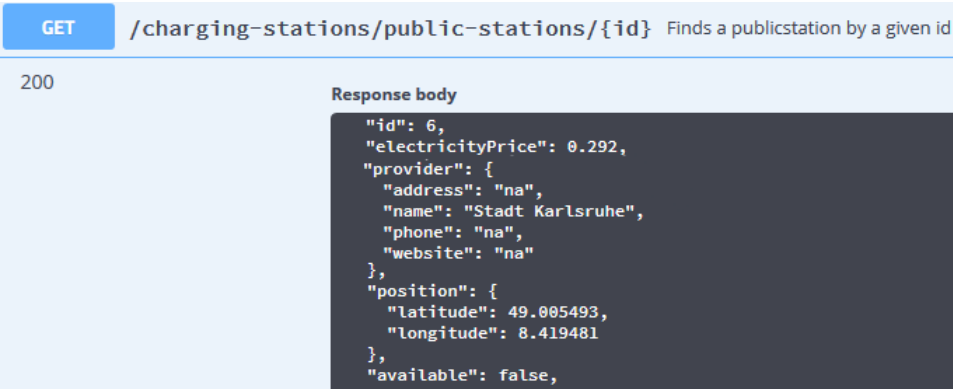 GET /charging-stations/public-stations/{id} Finds a publicstation by a given id
200
Response body
"id": 6,
"electricityPrice": 0.292,
"provider": {
"address": "na",
"name": "Stadt Karlsruhe",
"phone": "na",
"website": "na"
},
"position": {
"latitude": 49.005493,
"longitude": 8.419481
},
"available": false,